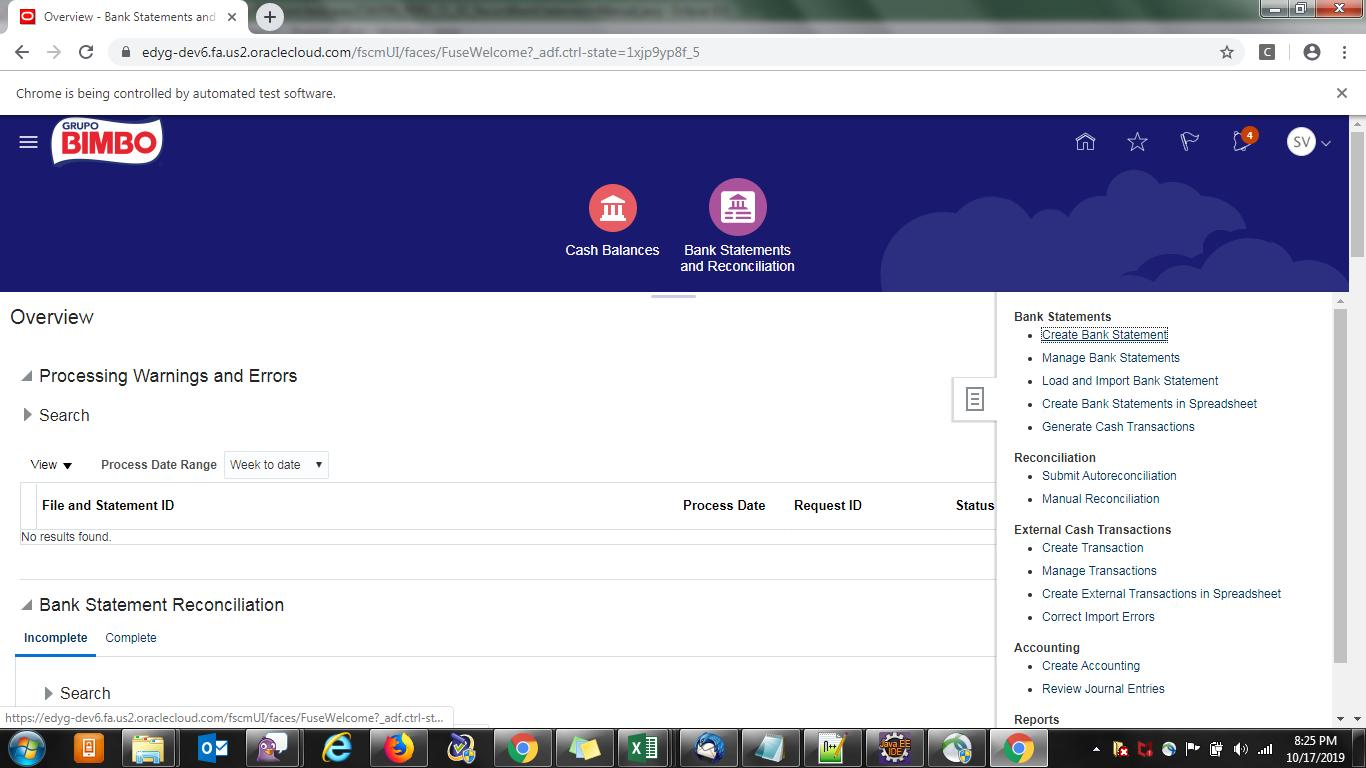 Overview - Bank Statements and
edyg-dev6.fa.us2.oraclecloud.com/fscmUI/faces/FuseWelcome?_adf.ctrl-state=1xjp9yp8f_5
C
Chrome is being controlled by automated test software.
GRUPO
BIMBO
4
SV
Cash Balances
Bank Statements
and Reconciliation
Overview
Processing Warnings and Errors
Search
View
Process Date Range
Week to date
File and Statement ID
Process Date
Request ID
Status
No results found.
Bank Statement Reconciliation
Incomplete
Complete
Search
Bank Statements
Create Bank Statement
Manage Bank Statements
Load and Import Bank Statement
Create Bank Statements in Spreadsheet
Generate Cash Transactions
Reconciliation
Submit Autoreconciliation
Manual Reconciliation
External Cash Transactions
Create Transaction
Manage Transactions
Create External Transactions in Spreadsheet
Correct Import Errors
Accounting
Create Accounting
Review Journal Entries
Reports
https://edyg-dev6.fa.us2.oraclecloud.com/fscmUI/faces/FuseWelcome?_adf.ctrl-st...
Java EE
IDE
8:25 PM
10/17/2019